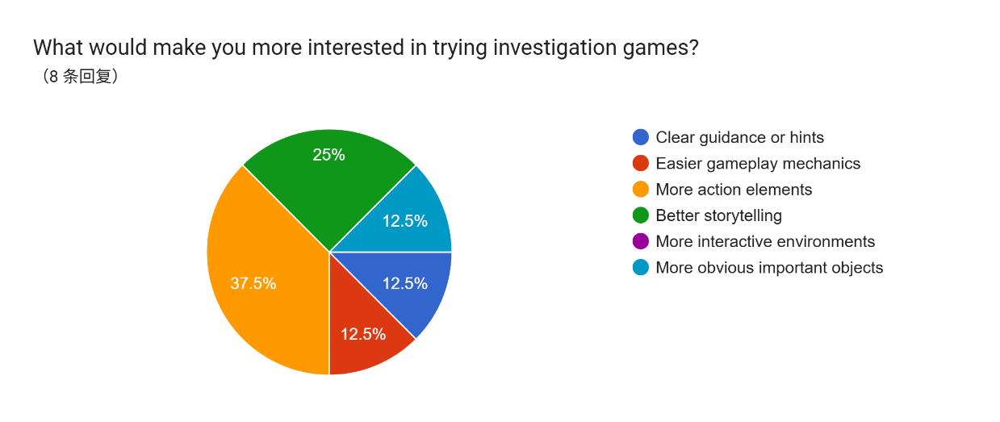 What would make you more interested in trying investigation games?
（8 条回复）
25%
12.5%
37.5%
12.5%
12.5%
Clear guidance or hints
Easier gameplay mechanics
More action elements
Better storytelling
More interactive environments
More obvious important objects